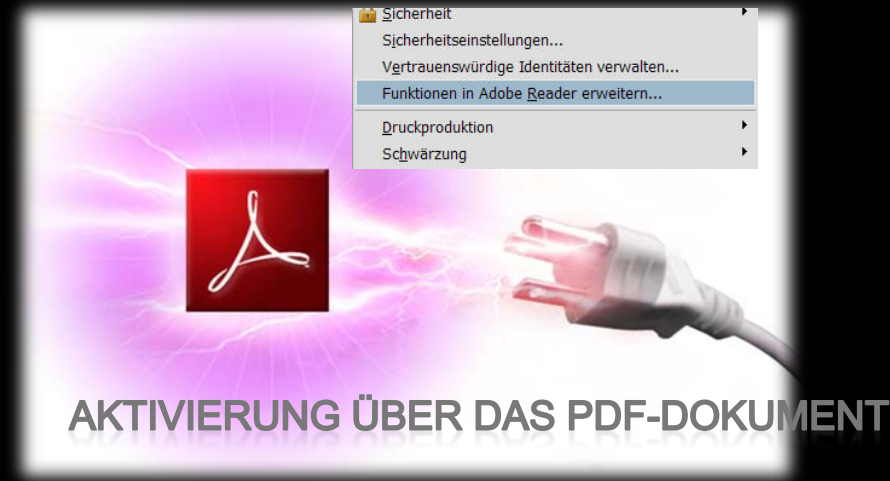 Sicherheit
Sicherheitseinstellungen...
Vertrauenswürdige Identitäten verwalten...
Funktionen in Adobe Reader erweitern...
Druckproduktion
Schwärzung
AKTIVIERUNG ÜBER DAS PDF-DOKUMENT